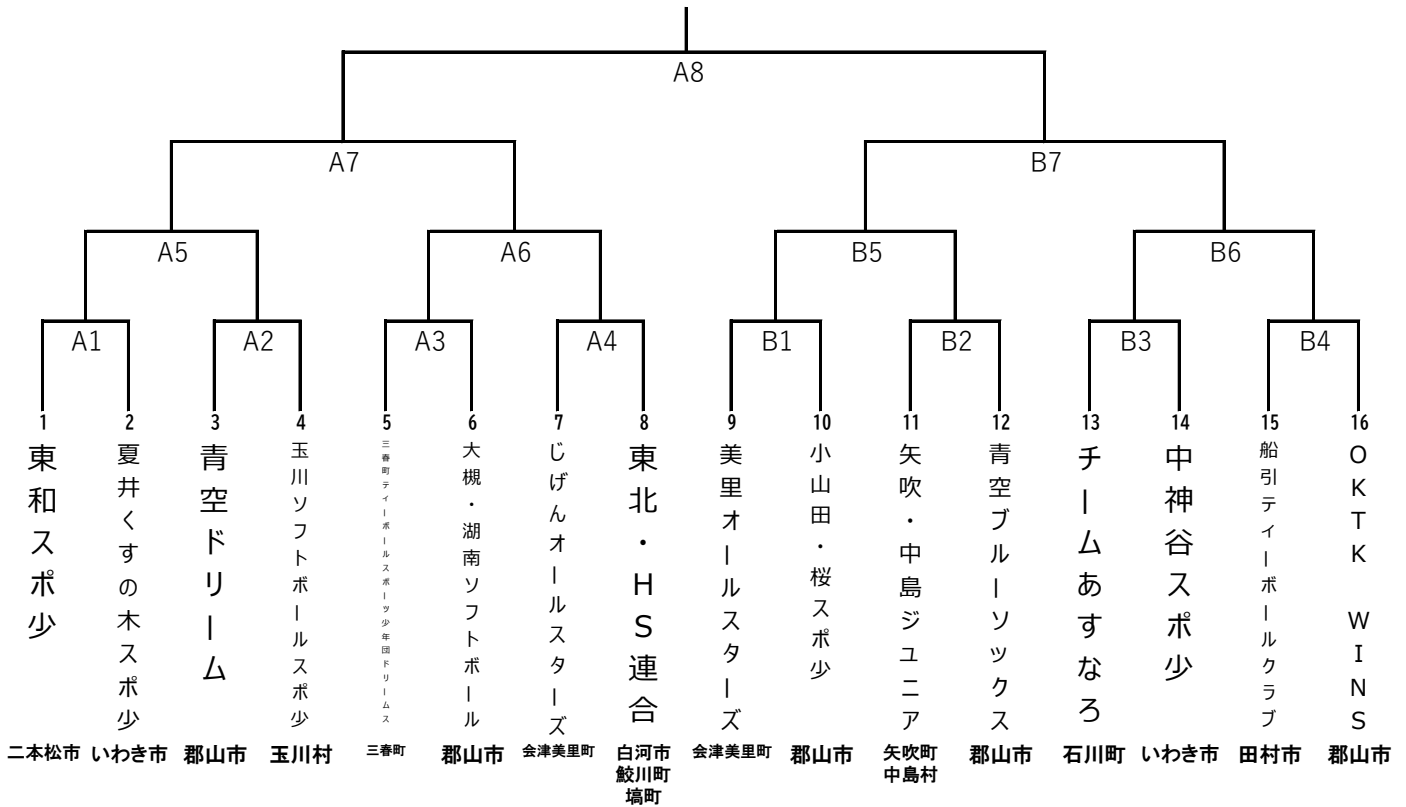 A8
A7
B7
A5
A6
B5
B6
A1
A2
A3
A4
B1
B2
B3
B4
1
2
3
4
5
6
7
8
9
10
11
12
13
14
15
16
東和スポ少
夏井くすの木スポ少
青空ドリーム
玉川ソフトボールスポ少
三春町ティーボールスポーツ少年団ドリームス
大槻・湖南ソフトボール
じげんオールスターズ
東北・HS連合
美里オールスターズ
小山田・桜スポ少
矢吹・中島ジュニア
青空ブルーソックス
チームあすなろ
中神谷スポ少
船引ティーボールクラブ
OKTK WINS
二本松市
いわき市
郡山市
玉川村
三春町
郡山市
会津美里町
白河市
鮫川町
塙町
会津美里町
郡山市
矢吹町
中島村
郡山市
石川町
いわき市
田村市
郡山市